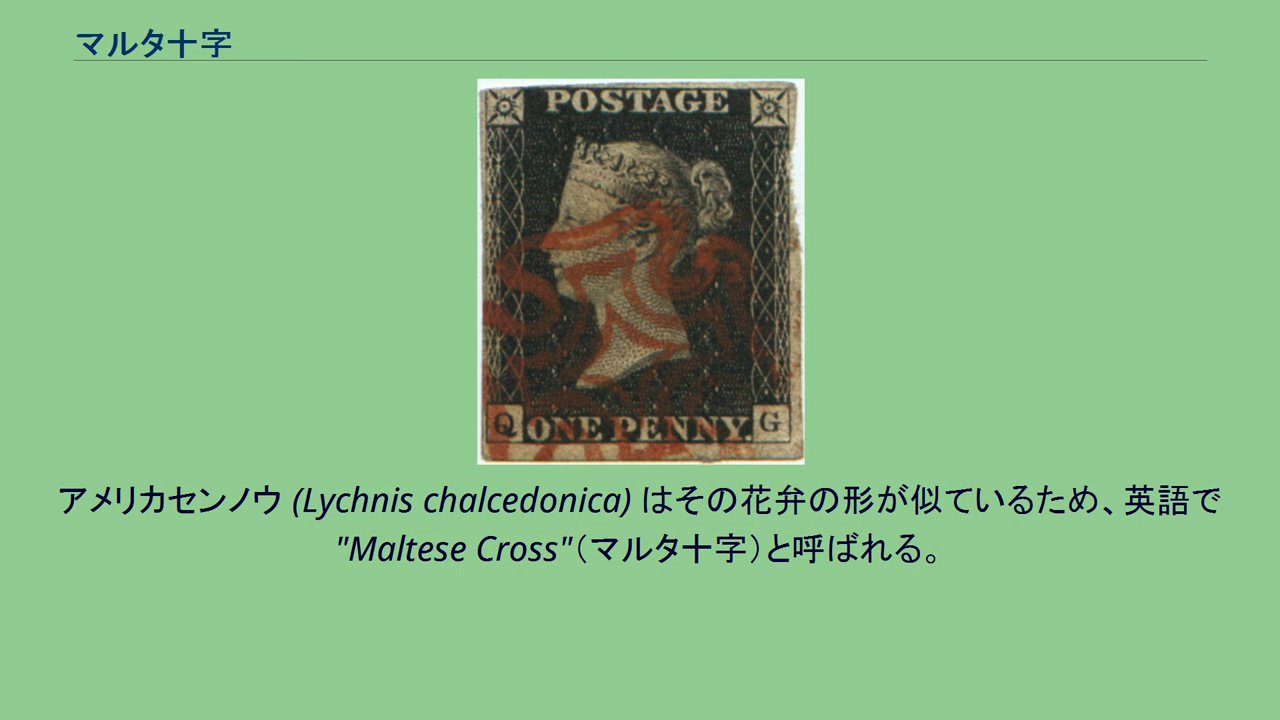 マルタ十字
POSTAGE
Q ONE PENNY. G
アメリカセンノウ (Lychnis chalcedonica) はその花弁の形が似ているため、英語で
"Maltese Cross"（マルタ十字）と呼ばれる。